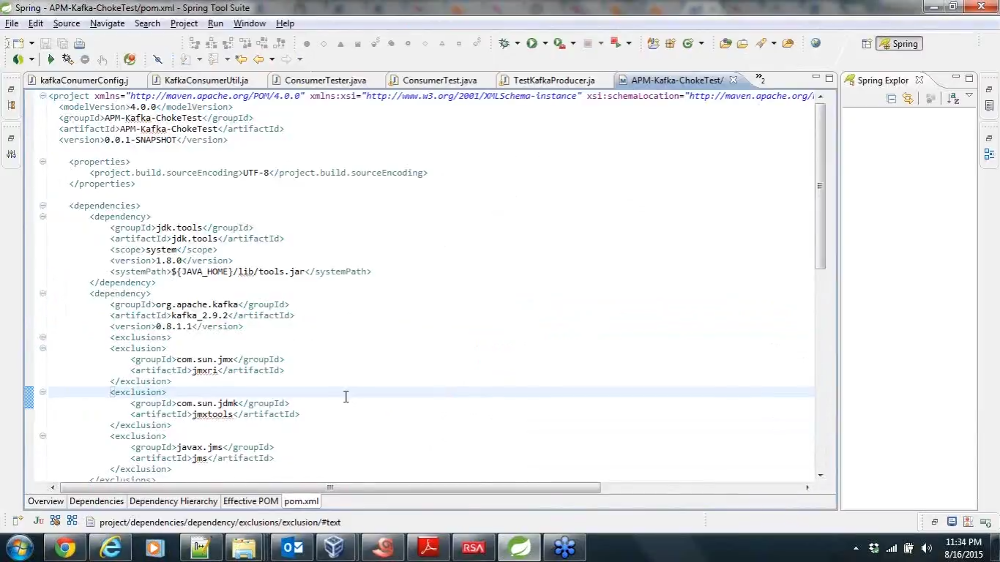 Spring - APM-Kafka-ChokeTest/pom.xml - Spring Tool Suite
File Edit Source Navigate Search Project Run Window Help
Spring
kafkaConumerConfig.j KafkaConsumerUtil.ja ConsumerTester.java ConsumerTest.java TestKafkaProducer.ja APM-Kafka-ChokeTest/ »2 Spring Explor
<project xmlns="http://maven.apache.org/POM/4.0.0" xmlns:xsi="http://www.w3.org/2001/XMLSchema-instance" xsi:schemaLocation="http://maven.apache.org/
<modelVersion>4.0.0</modelVersion>
<groupId>APM-Kafka-ChokeTest</groupId>
<artifactId>APM-Kafka-ChokeTest</artifactId>
<version>0.0.1-SNAPSHOT</version>
<properties>
<project.build.sourceEncoding>UTF-8</project.build.sourceEncoding>
</properties>
<dependencies>
<dependency>
<groupId>jdk.tools</groupId>
<artifactId>jdk.tools</artifactId>
<scope>system</scope>
<version>1.8.0</version>
<systemPath>${JAVA_HOME}/lib/tools.jar</systemPath>
</dependency>
<dependency>
<groupId>org.apache.kafka</groupId>
<artifactId>kafka_2.9.2</artifactId>
<version>0.8.1.1</version>
<exclusions>
<exclusion>
<groupId>com.sun.jmx</groupId>
<artifactId>jmxri</artifactId>
</exclusion>
<exclusion>
<groupId>com.sun.jdmk</groupId>
<artifactId>jmxtools</artifactId>
</exclusion>
<exclusion>
<groupId>javax.jms</groupId>
<artifactId>jms</artifactId>
</exclusion>
</exclusions>
Overview Dependencies Dependency Hierarchy Effective POM pom.xml
project/dependencies/dependency/exclusions/exclusion/#text
RSA
11:34 PM
8/16/2015